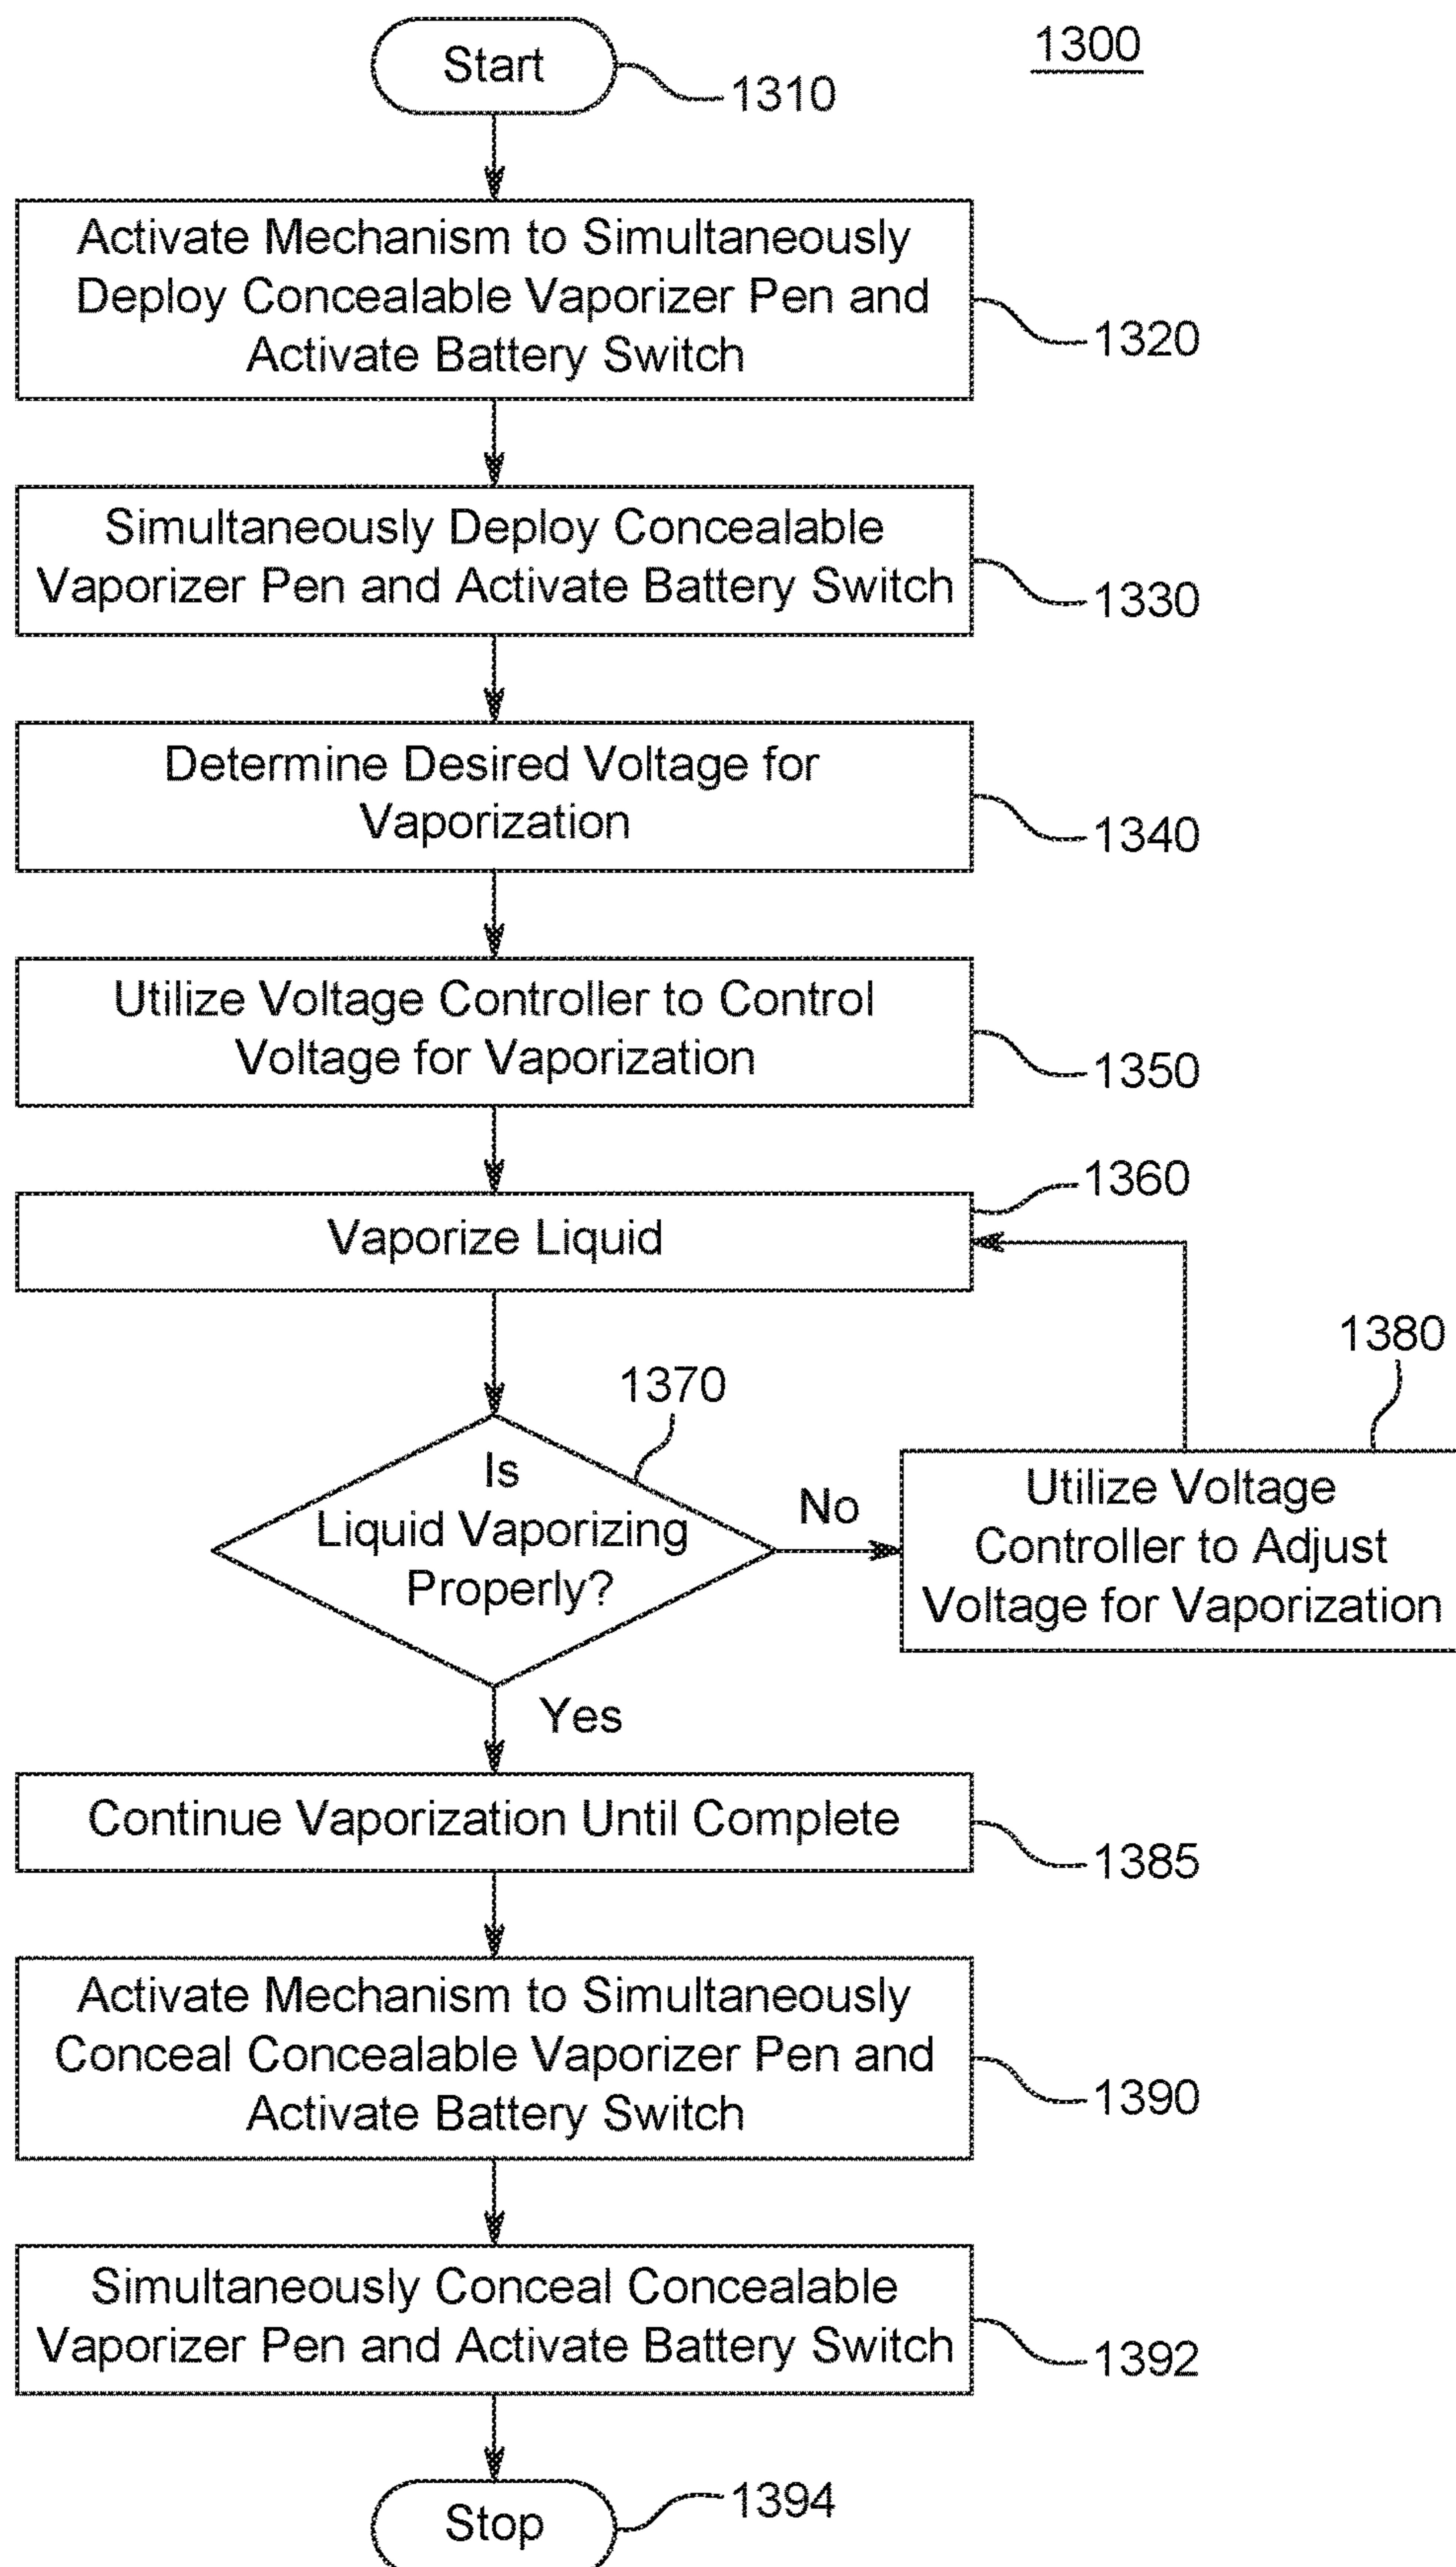 Start
1300
1310
Activate Mechanism to Simultaneously
Deploy Concealable Vaporizer Pen and
Activate Battery Switch
1320
Simultaneously Deploy Concealable
Vaporizer Pen and Activate Battery Switch
1330
Determine Desired Voltage for
Vaporization
1340
Utilize Voltage Controller to Control
Voltage for Vaporization
1350
1360
Vaporize Liquid
1370
1380
Is
Liquid Vaporizing
Properly?
No
Utilize Voltage
Controller to Adjust
Voltage for Vaporization
Yes
Continue Vaporization Until Complete
1385
Activate Mechanism to Simultaneously
Conceal Concealable Vaporizer Pen and
Activate Battery Switch
1390
Simultaneously Conceal Concealable
Vaporizer Pen and Activate Battery Switch
1392
Stop
1394